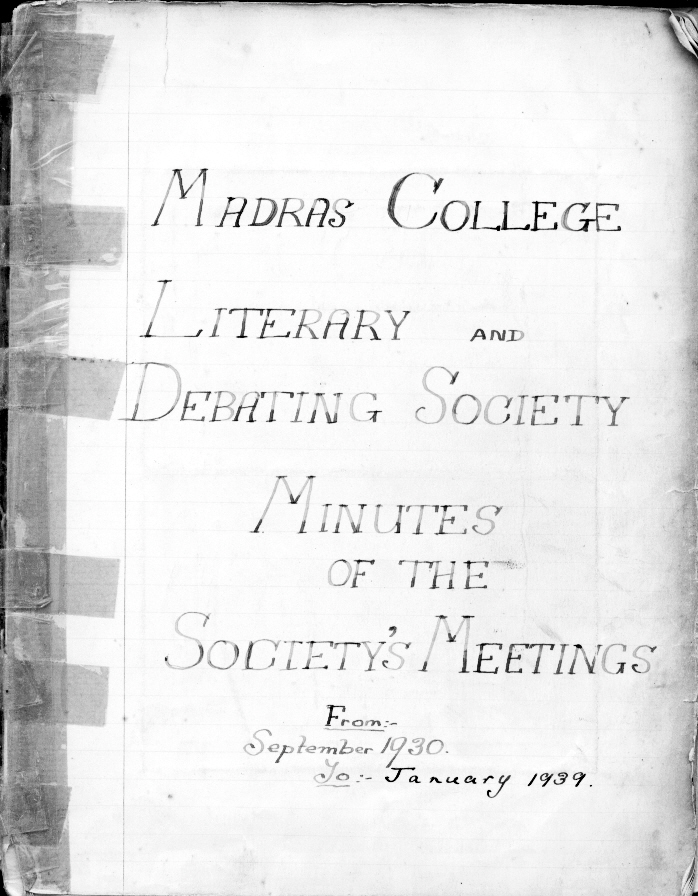 MADRAS COLLEGE
LITERARY AND
DEBATING SOCIETY
MINUTES
OF THE
SOCIETY'S MEETINGS
From:-
September 1930.
To:- January 1939.